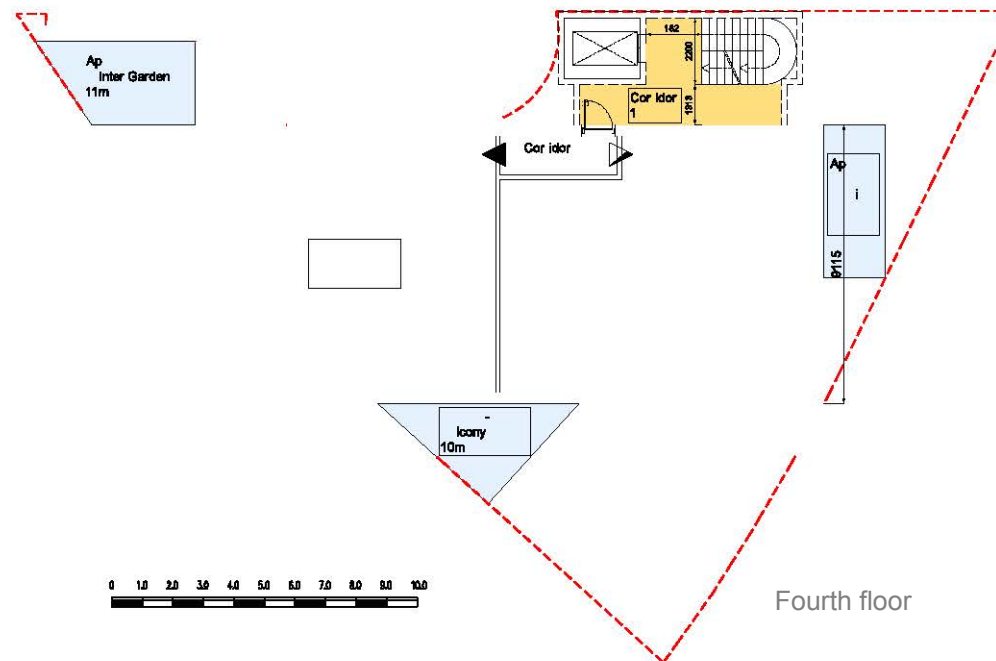 Ap
Inter Garden
11m
162
2200
1913
Cor idor
1
Cor idor
Ap
i
9115
-
lcony
10m
0 1.0 2.0 3.0 4.0 5.0 6.0 7.0 8.0 9.0 10.0
Fourth floor